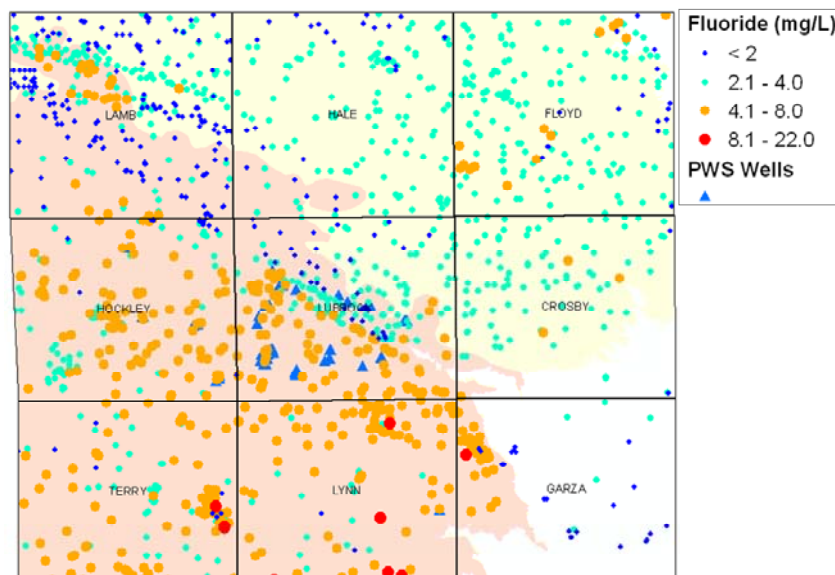 Fluoride (mg/L)
< 2
2.1 - 4.0
4.1 - 8.0
8.1 - 22.0
PWS Wells
LAMB
HALE
FLOYD
HOCKLEY
LUBBOCK
CROSBY
TERRY
LYNN
GARZA